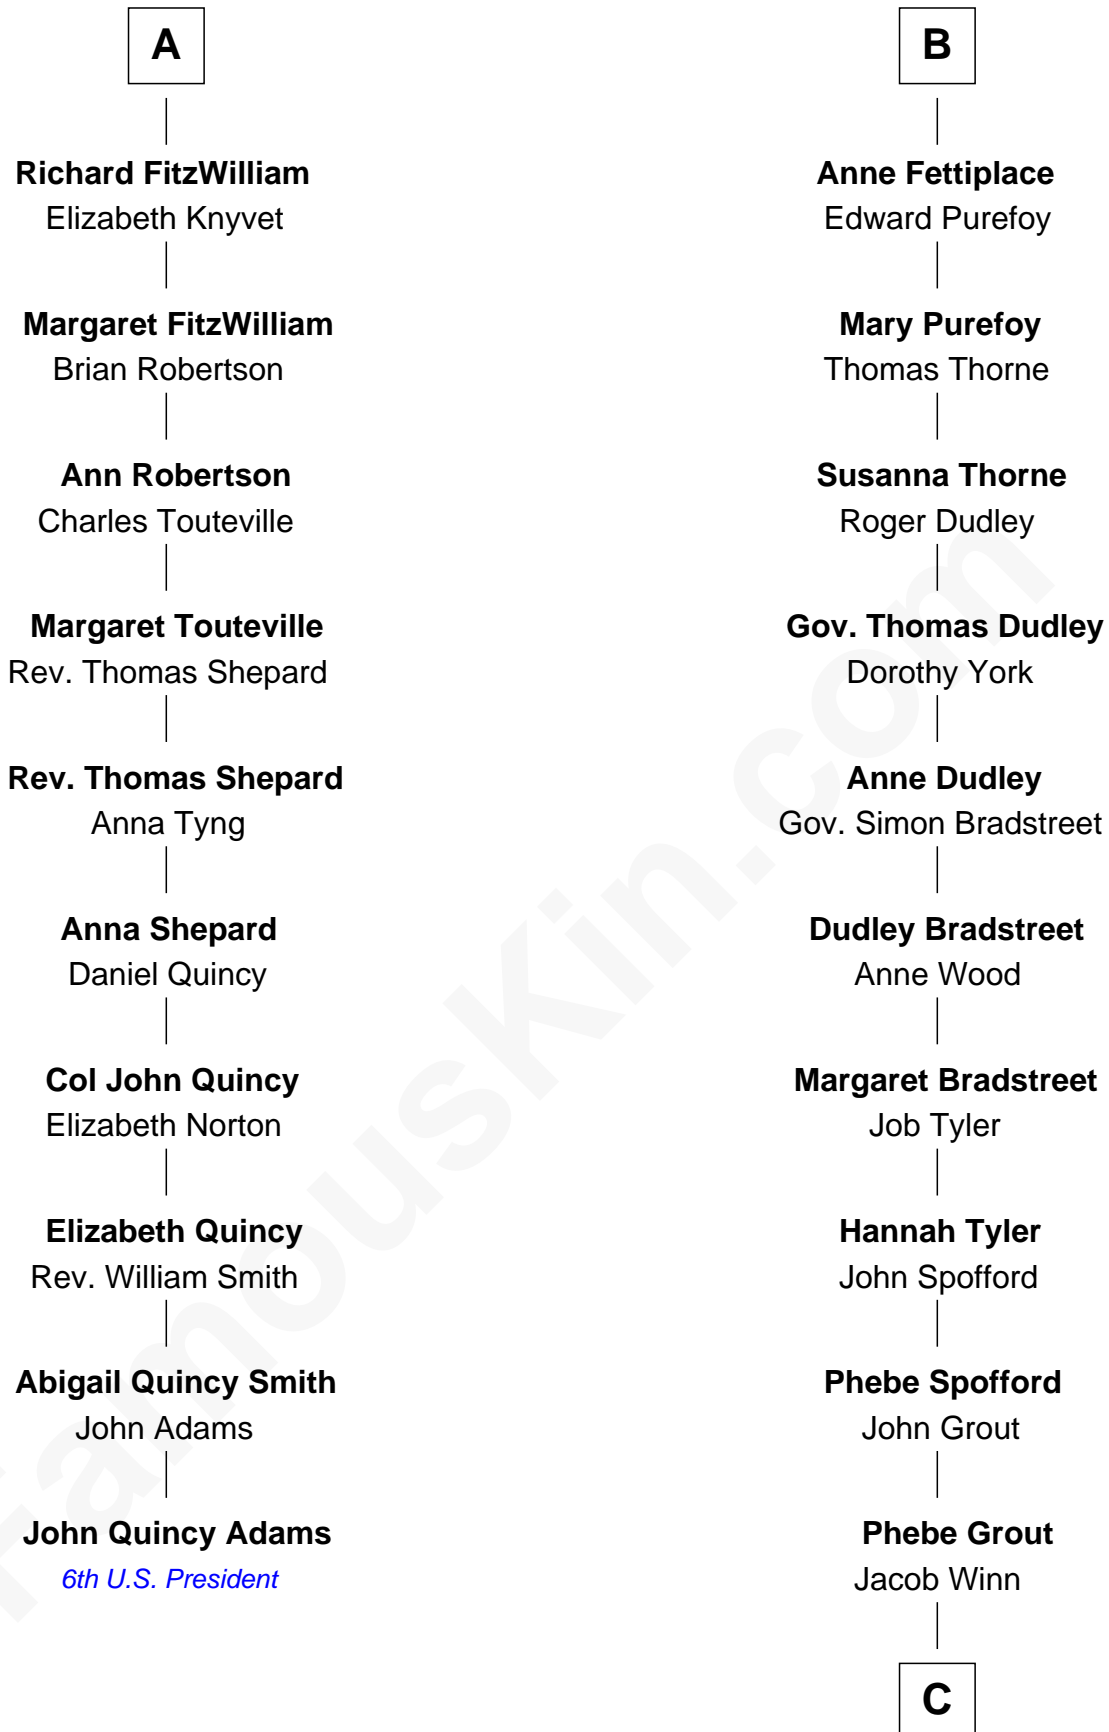 A
Richard FitzWilliam
Elizabeth Knyvet
Margaret FitzWilliam
Brian Robertson
Ann Robertson
Charles Touteville
Margaret Touteville
Rev. Thomas Shepard
Rev. Thomas Shepard
Anna Tyng
Anna Shepard
Daniel Quincy
Col John Quincy
Elizabeth Norton
Elizabeth Quincy
Rev. William Smith
Abigail Quincy Smith
John Adams
John Quincy Adams
6th U.S. President
B
Anne Fettiplace
Edward Purefoy
Mary Purefoy
Thomas Thorne
Susanna Thorne
Roger Dudley
Gov. Thomas Dudley
Dorothy York
Anne Dudley
Gov. Simon Bradstreet
Dudley Bradstreet
Anne Wood
Margaret Bradstreet
Job Tyler
Hannah Tyler
John Spofford
Phebe Spofford
John Grout
Phebe Grout
Jacob Winn
C
FamousKin.com